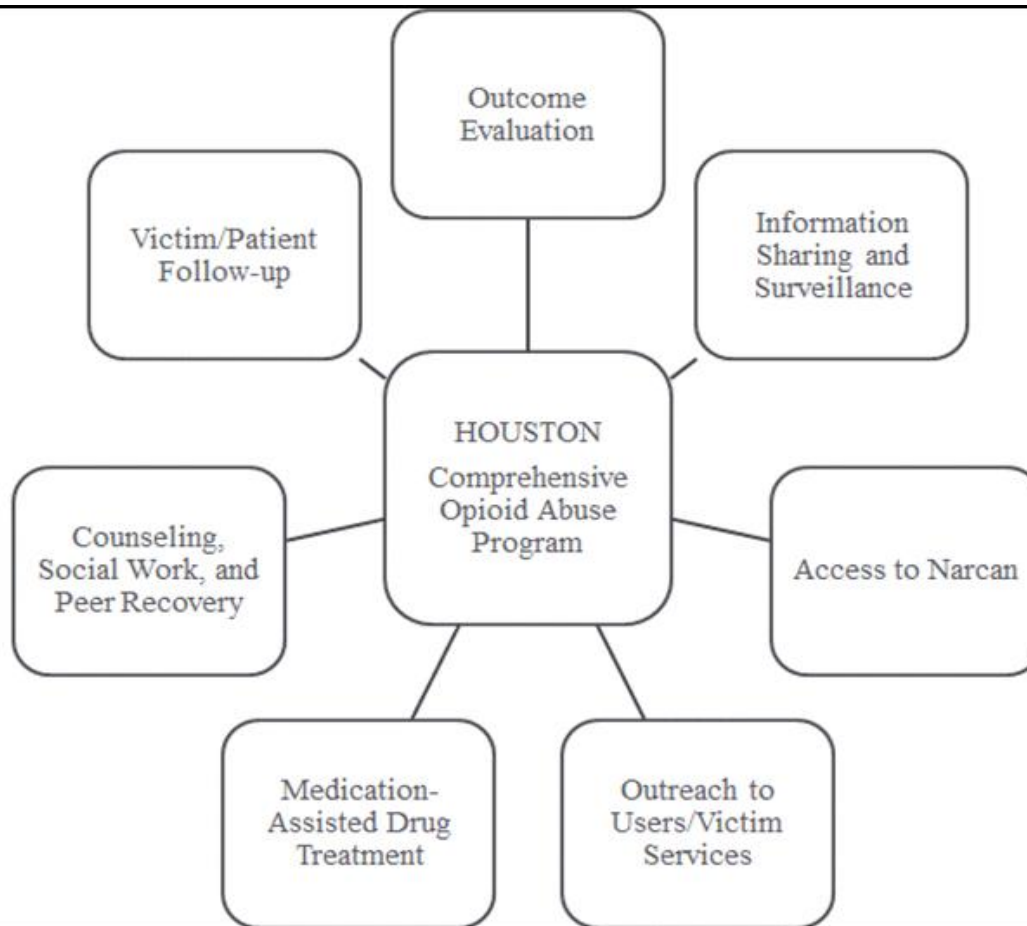 Outcome
Evaluation
Information
Sharing and
Surveillance
Access to Narcan
Outreach to
Users/Victim
Services
Medication-
Assisted Drug
Treatment
Counseling,
Social Work, and
Peer Recovery
Victim/Patient
Follow-up
HOUSTON
Comprehensive
Opioid Abuse
Program